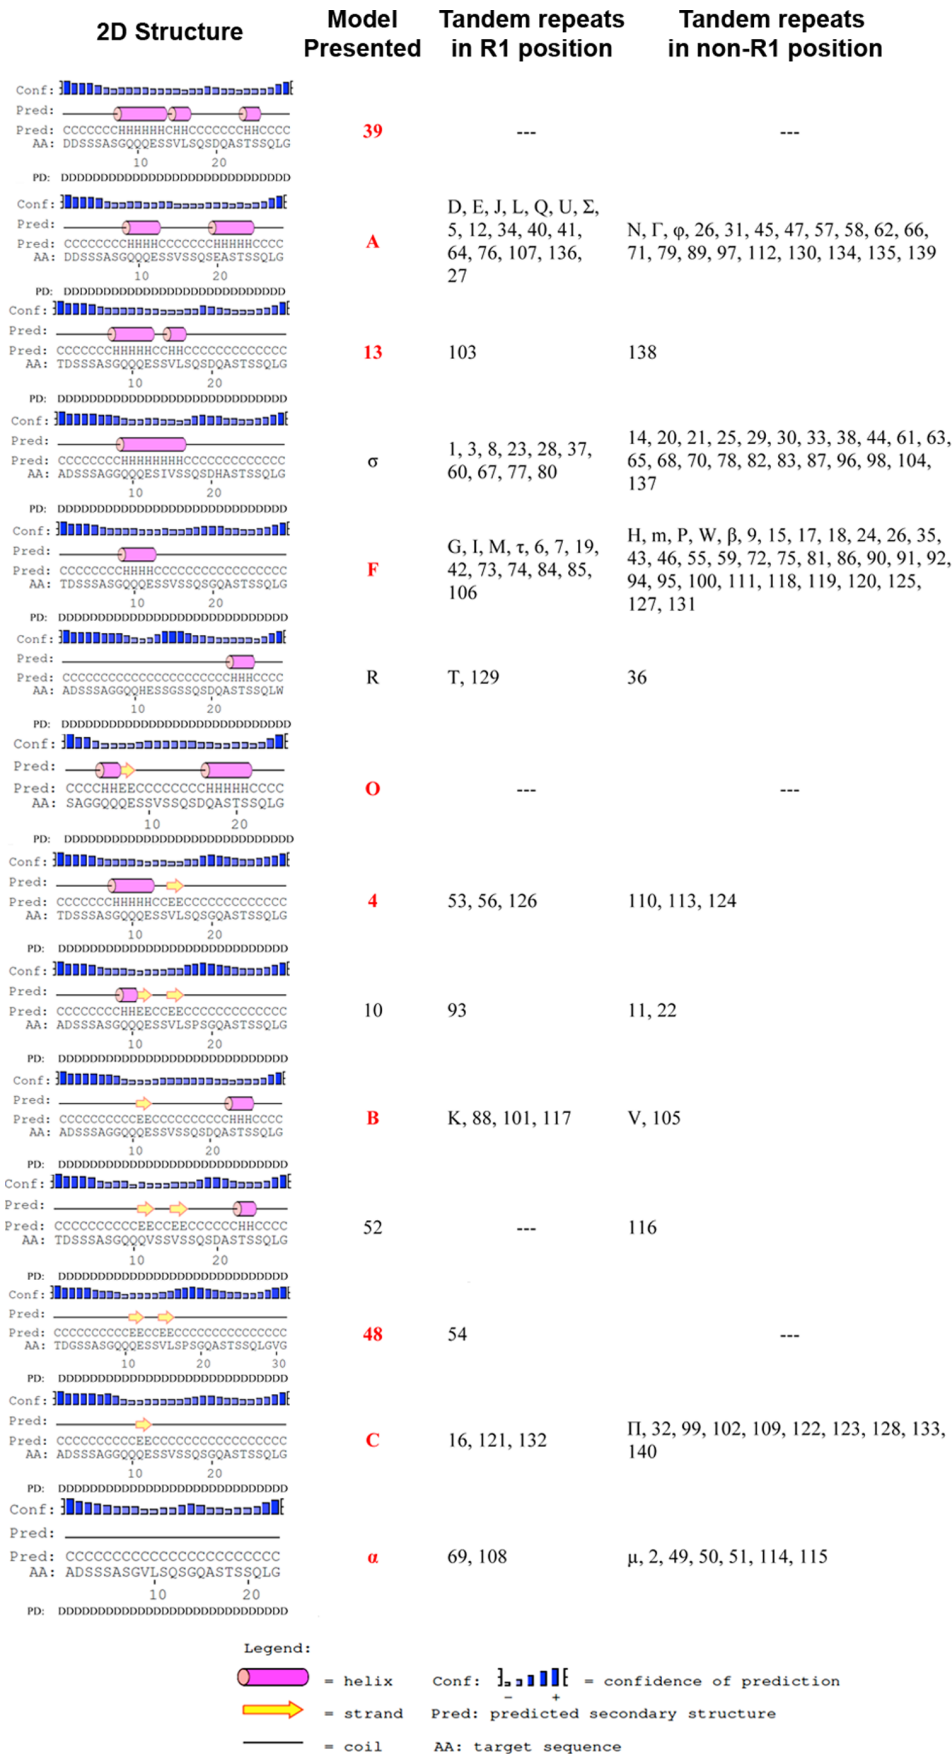 2D Structure
Model Presented
Tandem repeats in R1 position
Tandem repeats in non-R1 position
Conf:
Pred:
Pred: CCCCCCCHHHHHHCHHCCCCCCCHHCCCC
AA: DDSSSASGQQQESSVLSQSDQASTSSQLG
10 20
PD: DDDDDDDDDDDDDDDDDDDDDDDDDDDDD
39
---
---
Conf:
Pred:
Pred: CCCCCCCCHHHHCCCCCCCHHHHHCCCC
AA: DDSSSASGQQQESSVSSQSEASTSSQLG
10 20
PD: DDDDDDDDDDDDDDDDDDDDDDDDDDDD
A
D, E, J, L, Q, U, Σ,
5, 12, 34, 40, 41,
64, 76, 107, 136,
27
N, Γ, φ, 26, 31, 45, 47, 57, 58, 62, 66,
71, 79, 89, 97, 112, 130, 134, 135, 139
Conf:
Pred:
Pred: CCCCCCCHHHHHCCHHCCCCCCCCCCCCC
AA: TDSSSASGQQQESSVLSQSDQASTSSQLG
10 20
PD: DDDDDDDDDDDDDDDDDDDDDDDDDDDDD
13
103
138
Conf:
Pred:
Pred: CCCCCCCCHHHHHHHHCCCCCCCCCCCCC
AA: ADSSSASGQQQESIVSSQSDHASTSSQLG
10 20
PD: DDDDDDDDDDDDDDDDDDDDDDDDDDDDD
σ
1, 3, 8, 23, 28, 37,
60, 67, 77, 80
14, 20, 21, 25, 29, 30, 33, 38, 44, 61, 63,
65, 68, 70, 78, 82, 83, 87, 96, 98, 104,
137
Conf:
Pred:
Pred: CCCCCCCCHHHHCCCCCCCCCCCCCCCCC
AA: TDSSSASGQQQESSVSSQSGQASTSSQLG
10 20
PD: DDDDDDDDDDDDDDDDDDDDDDDDDDDDD
F
G, I, M, τ, 6, 7, 19,
42, 73, 74, 84, 85,
106
H, m, P, W, β, 9, 15, 17, 18, 24, 26, 35,
43, 46, 55, 59, 72, 75, 81, 86, 90, 91, 92,
94, 95, 100, 111, 118, 119, 120, 125,
127, 131
Conf:
Pred:
Pred: CCCCCCCCCCCCCCCCCCCCCCHHHCCCC
AA: ADSSSAGGQQHESSGSSQSDQASTSSQLW
10 20
PD: DDDDDDDDDDDDDDDDDDDDDDDDDDDDD
R
T, 129
36
Conf:
Pred:
Pred: CCCCHHEECCCCCCCCHHHHHCCCC
AA: SAGGQQQESSVSSQSDQASTSSQLG
10 20
PD: DDDDDDDDDDDDDDDDDDDDDDDDD
O
---
---
Conf:
Pred:
Pred: CCCCCCCHHHHHCCEECCCCCCCCCCCCC
AA: TDSSSASGQQQESSVLSQSGQASTSSQLG
10 20
PD: DDDDDDDDDDDDDDDDDDDDDDDDDDDDD
4
53, 56, 126
110, 113, 124
Conf:
Pred:
Pred: CCCCCCCCHHEECCEECCCCCCCCCCCCC
AA: ADSSSASGQQQESSVLSPSGQASTSSQLG
10 20
PD: DDDDDDDDDDDDDDDDDDDDDDDDDDDDD
10
93
11, 22
Conf:
Pred:
Pred: CCCCCCCCCCEECCCCCCCCCCHHHCCCC
AA: ADSSSAGGQQQESSVSSQSDQASTSSQLG
10 20
PD: DDDDDDDDDDDDDDDDDDDDDDDDDDDDD
B
K, 88, 101, 117
V, 105
Conf:
Pred:
Pred: CCCCCCCCCCEECCEECCCCCCHHCCCC
AA: TDSSSASGQQQVSSVSSQSDASTSSQLG
10 20
PD: DDDDDDDDDDDDDDDDDDDDDDDDDDDD
52
---
116
Conf:
Pred:
Pred: CCCCCCCCCCEECCEECCCCCCCCCCCCCCC
AA: TDGSSASGQQQESSVLSPSGQASTSSQLGVG
10 20 30
PD: DDDDDDDDDDDDDDDDDDDDDDDDDDDDDDD
48
54
---
Conf:
Pred:
Pred: CCCCCCCCCCEECCCCCCCCCCCCCCCCC
AA: ADSSSAGGQQQESSVSSQSGQASTSSQLG
10 20
PD: DDDDDDDDDDDDDDDDDDDDDDDDDDDDD
C
16, 121, 132
Π, 32, 99, 102, 109, 122, 123, 128, 133,
140
Conf:
Pred:
Pred: CCCCCCCCCCCCCCCCCCCCCCC
AA: ADSSSASGVLSQSGQASTSSQLG
10 20
PD: DDDDDDDDDDDDDDDDDDDDDDD
α
69, 108
μ, 2, 49, 50, 51, 114, 115
Legend:
= helix Conf: - + = confidence of prediction
= strand Pred: predicted secondary structure
= coil AA: target sequence